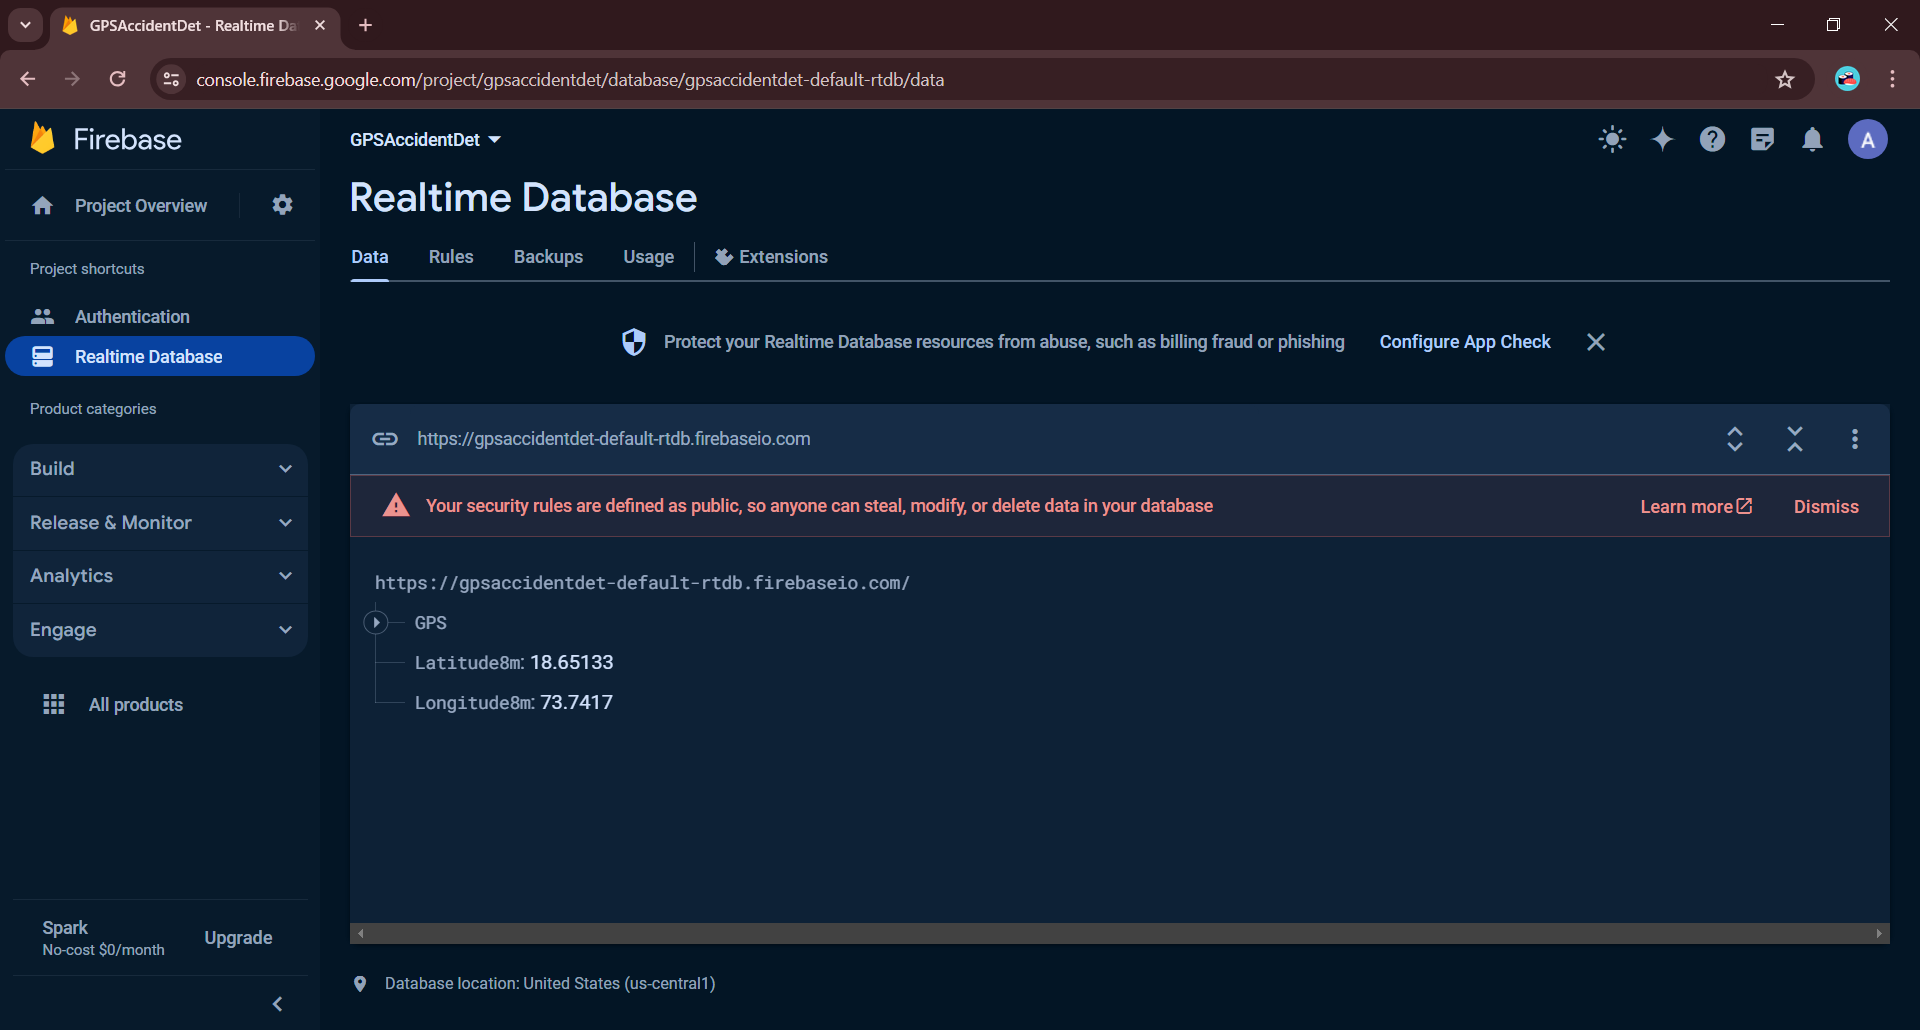 GPSAccidentDet - Realtime Da
console.firebase.google.com/project/gpsaccidentdet/database/gpsaccidentdet-default-rtdb/data
Firebase
Project Overview
Project shortcuts
Authentication
Realtime Database
Product categories
Build
Release & Monitor
Analytics
Engage
All products
Spark
No-cost $0/month
Upgrade
GPSAccidentDet
A
Realtime Database
Data Rules Backups Usage Extensions
Protect your Realtime Database resources from abuse, such as billing fraud or phishing Configure App Check
https://gpsaccidentdet-default-rtdb.firebaseio.com
Your security rules are defined as public, so anyone can steal, modify, or delete data in your database Learn more Dismiss
https://gpsaccidentdet-default-rtdb.firebaseio.com/
GPS
Latitude8m: 18.65133
Longitude8m: 73.7417
Database location: United States (us-central1)